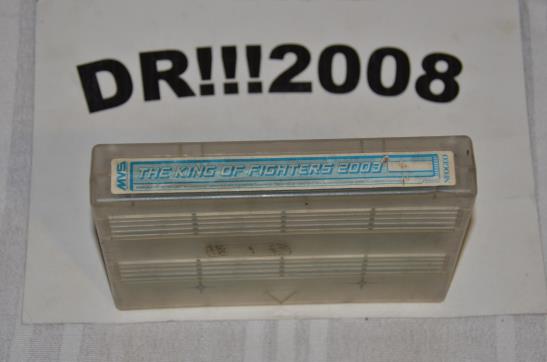 DR!!!2008
MVS
THE KING OF FIGHTERS 2003
NEOGEO